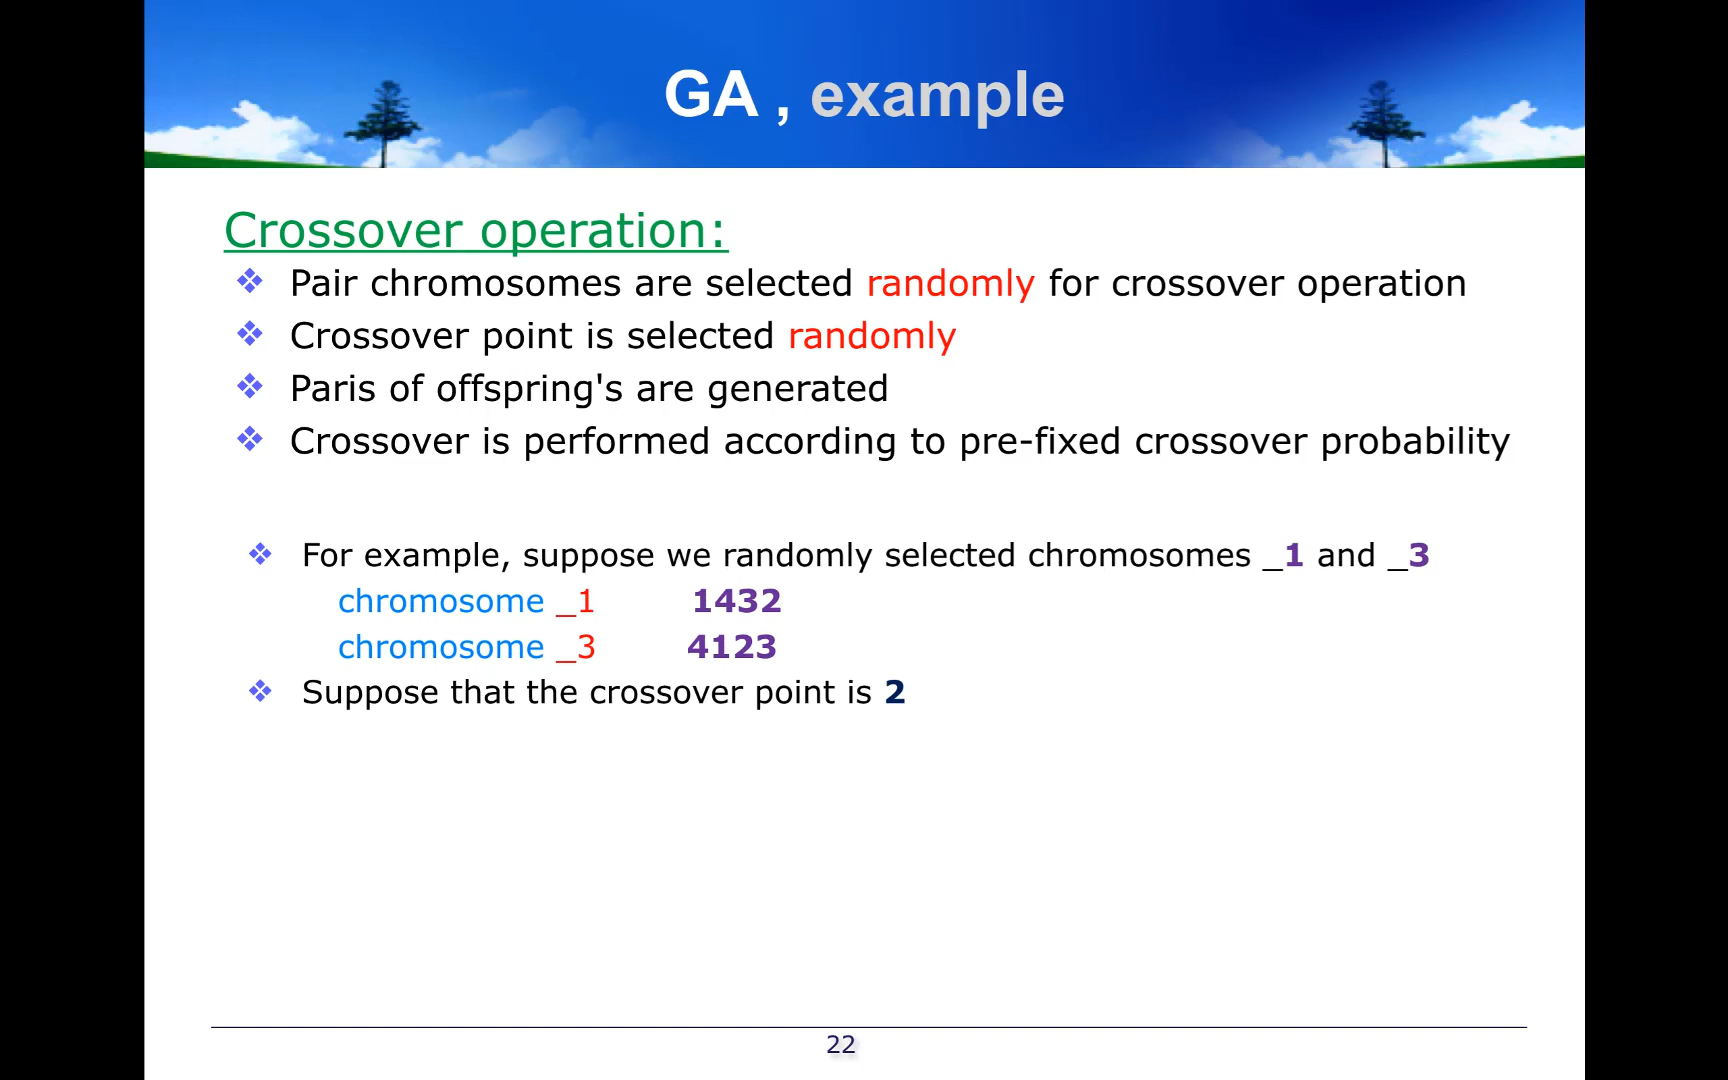 GA , example
Crossover operation:
Pair chromosomes are selected randomly for crossover operation
Crossover point is selected randomly
Paris of offspring's are generated
Crossover is performed according to pre-fixed crossover probability
For example, suppose we randomly selected chromosomes _1 and _3
chromosome _1 1432
chromosome _3 4123
Suppose that the crossover point is 2
22